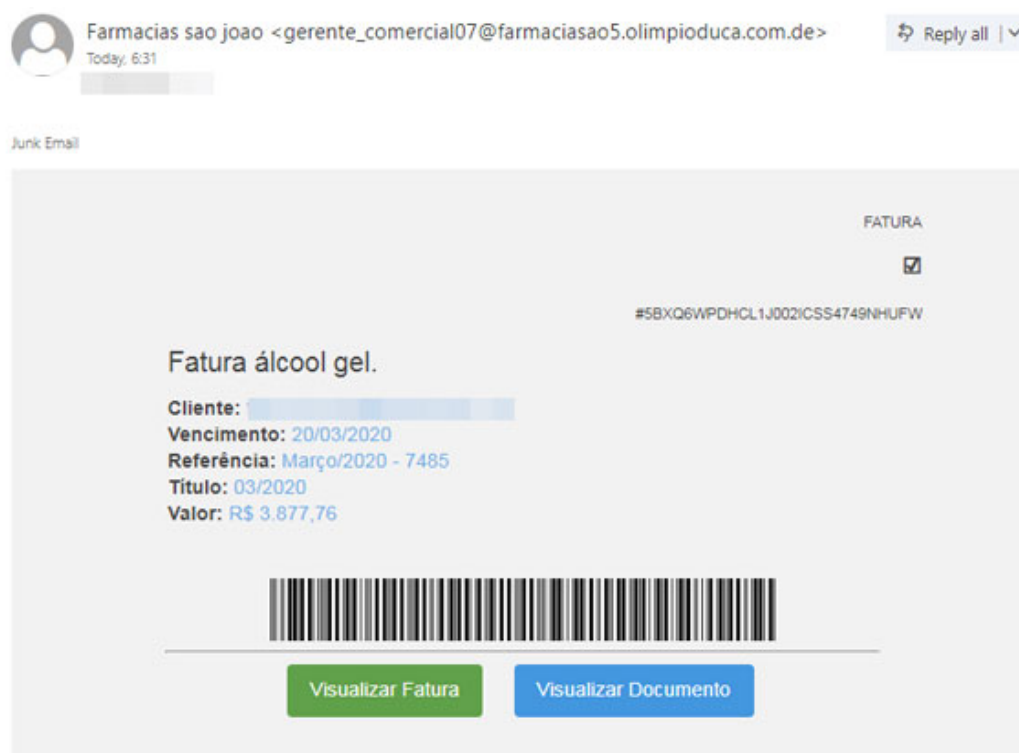 Farmacias sao joao <gerente_comercial07@farmaciasao5.olimpioduca.com.de>
Reply all
Today, 6:31
Junk Email
FATURA
#5BXQ6WPDHCL1J002ICSS4749NHUFW
Fatura álcool gel.
Cliente:
Vencimento: 20/03/2020
Referência: Março/2020 - 7485
Título: 03/2020
Valor: R$ 3.877,76
Visualizar Fatura
Visualizar Documento